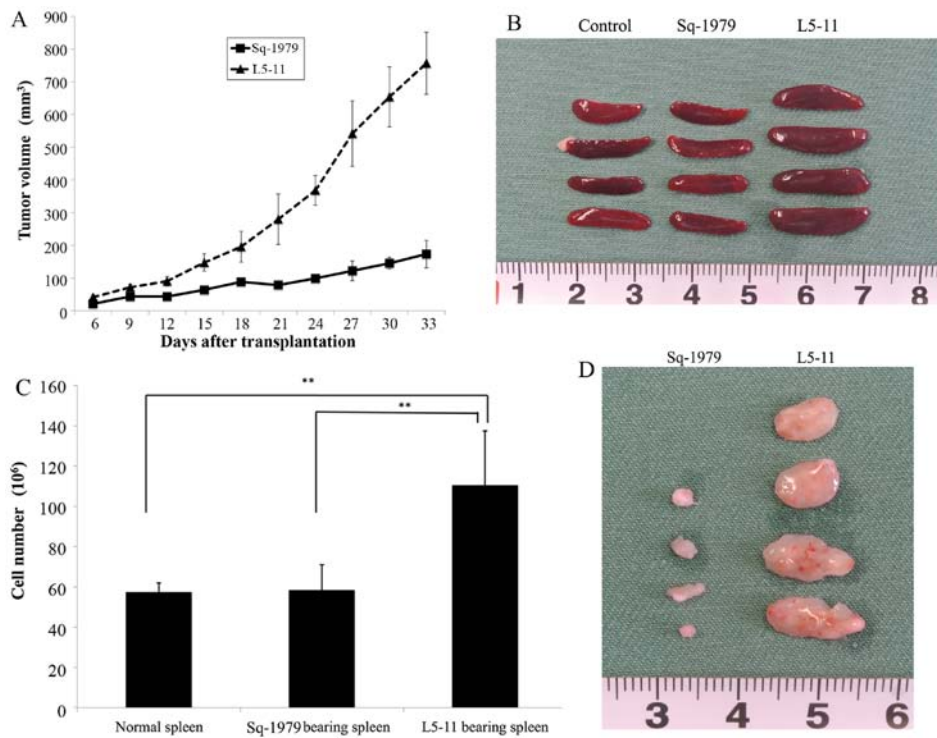 A
900
800
700
600
500
400
300
200
100
0
Tumor volume (mm³)
Sq-1979
L5-11
6 9 12 15 18 21 24 27 30 33
Days after transplantation
B
Control Sq-1979 L5-11
1 2 3 4 5 6 7 8
C
160
140
120
100
80
60
40
20
0
Cell number (10⁶)
**
**
Normal spleen Sq-1979 bearing spleen L5-11 bearing spleen
D
Sq-1979 L5-11
3 4 5 6